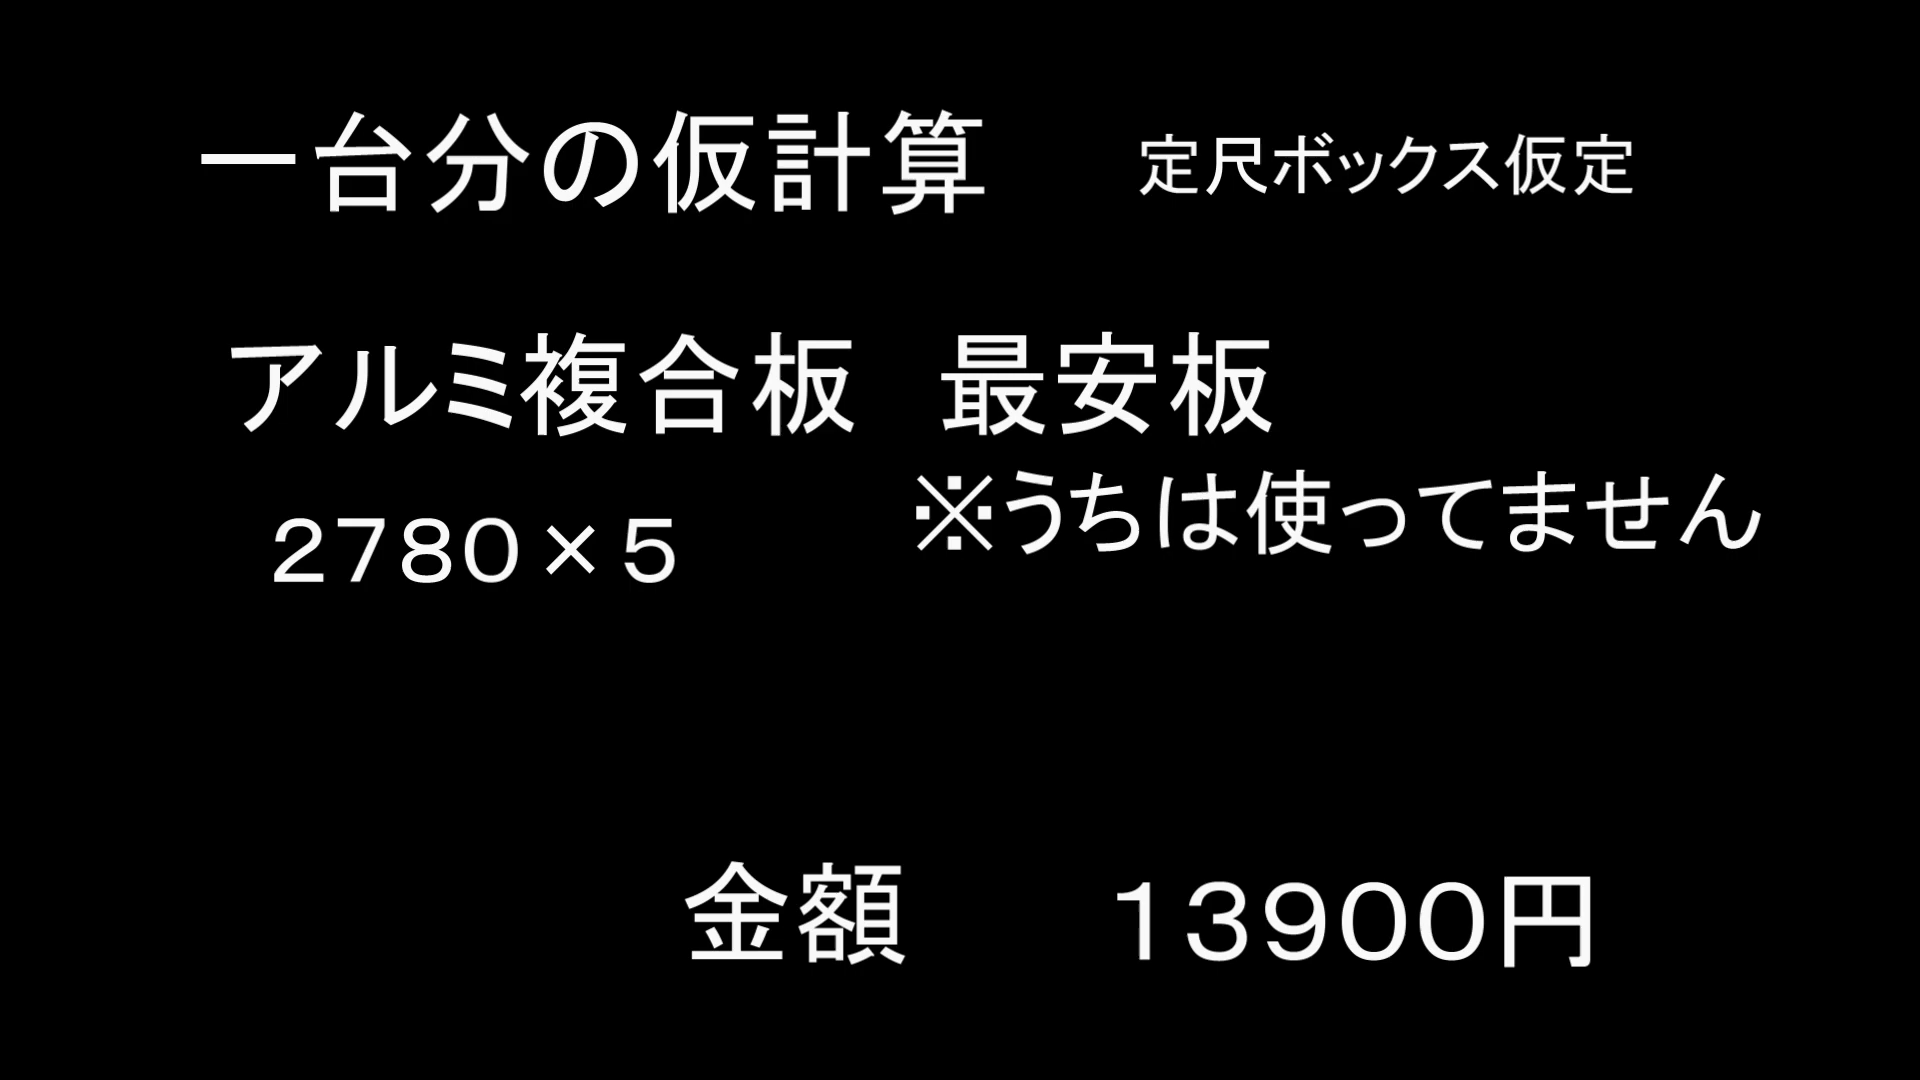 一台分の仮計算　定尺ボックス仮定
アルミ複合板　最安板
※うちは使ってません
２７８０×５
金額　１３９００円